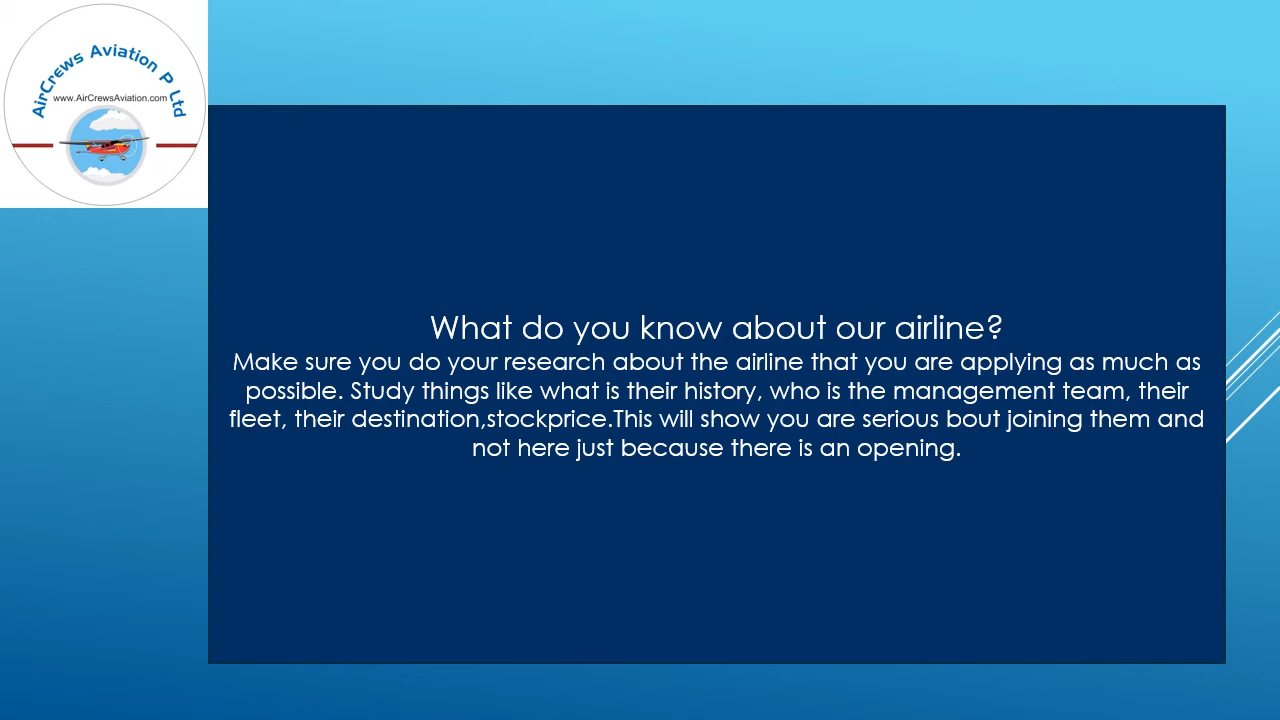 AirCrews Aviation P Ltd
www.AirCrewsAviation.com
What do you know about our airline?
Make sure you do your research about the airline that you are applying as much as
possible. Study things like what is their history, who is the management team, their
fleet, their destination,stockprice.This will show you are serious bout joining them and
not here just because there is an opening.